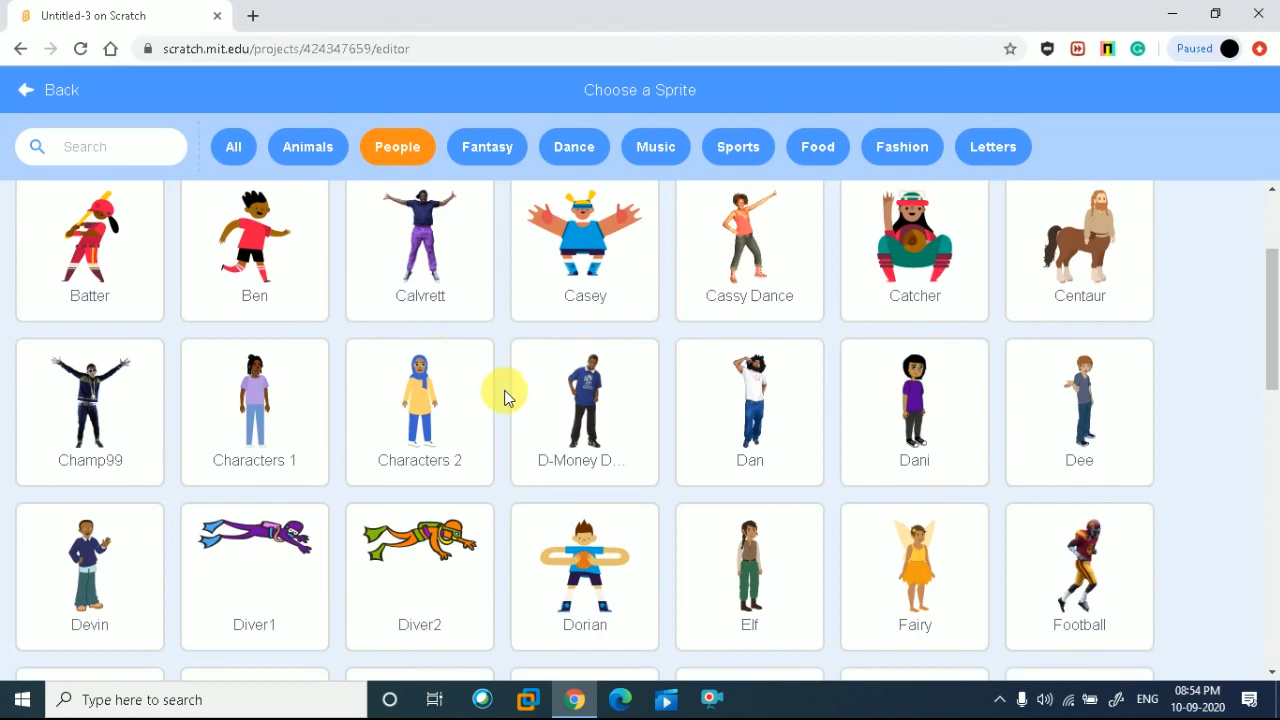 Untitled-3 on Scratch
scratch.mit.edu/projects/424347659/editor
Paused
Back
Choose a Sprite
Search
All
Animals
People
Fantasy
Dance
Music
Sports
Food
Fashion
Letters
Batter
Ben
Calvrett
Casey
Cassy Dance
Catcher
Centaur
Champ99
Characters 1
Characters 2
D-Money D...
Dan
Dani
Dee
Devin
Diver1
Diver2
Dorian
Elf
Fairy
Football
Type here to search
ENG
08:54 PM
10-09-2020